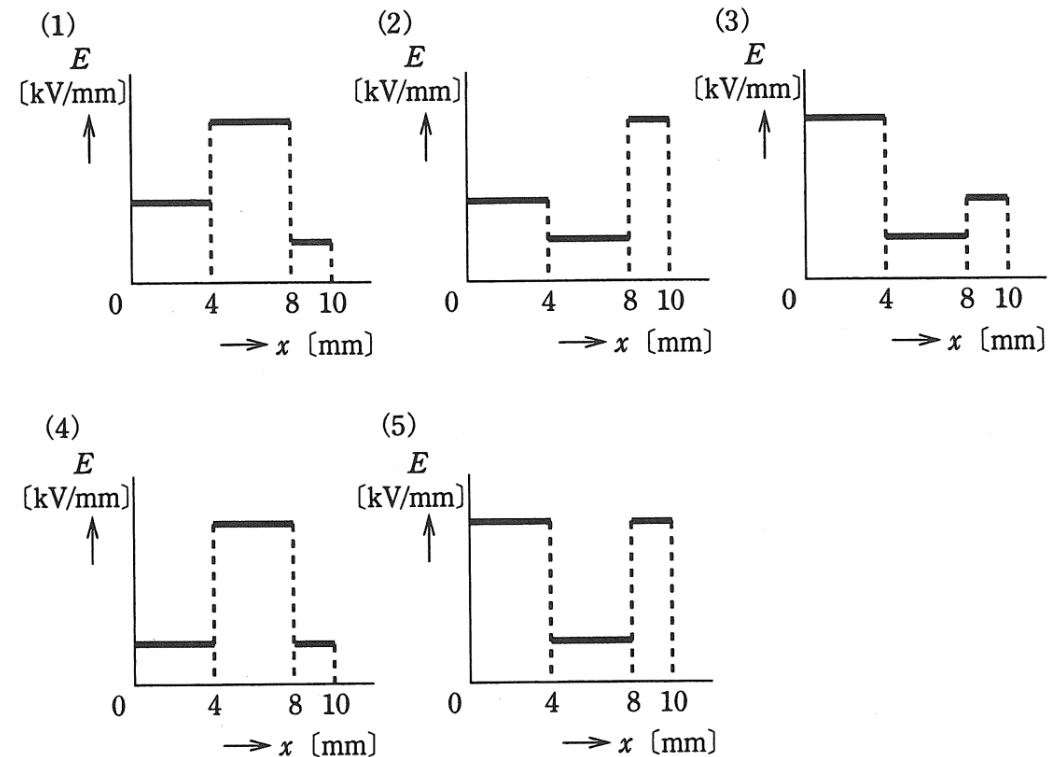 (1)
E
〔kV/mm〕
0 4 8 10
x 〔mm〕
(2)
E
〔kV/mm〕
0 4 8 10
x 〔mm〕
(3)
E
〔kV/mm〕
0 4 8 10
x 〔mm〕
(4)
E
〔kV/mm〕
0 4 8 10
x 〔mm〕
(5)
E
〔kV/mm〕
0 4 8 10
x 〔mm〕